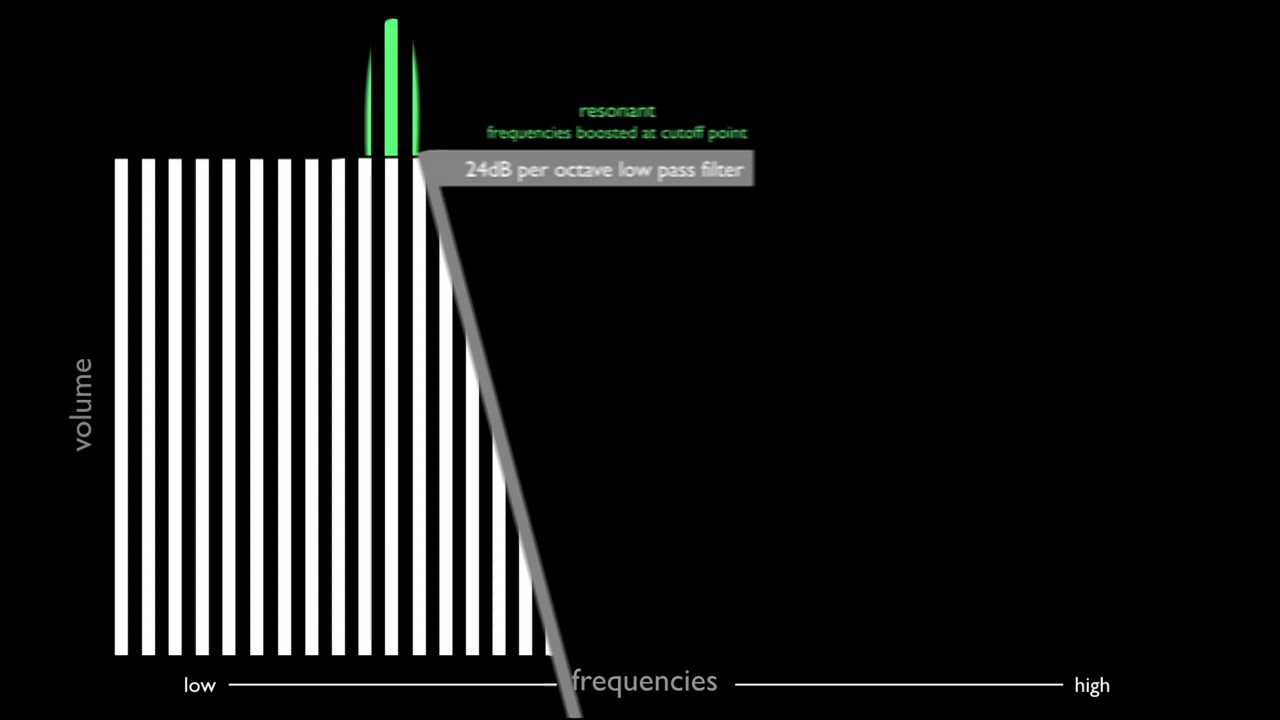 resonant
frequencies boosted at cutoff point
24dB per octave low pass filter
volume
low
frequencies
high